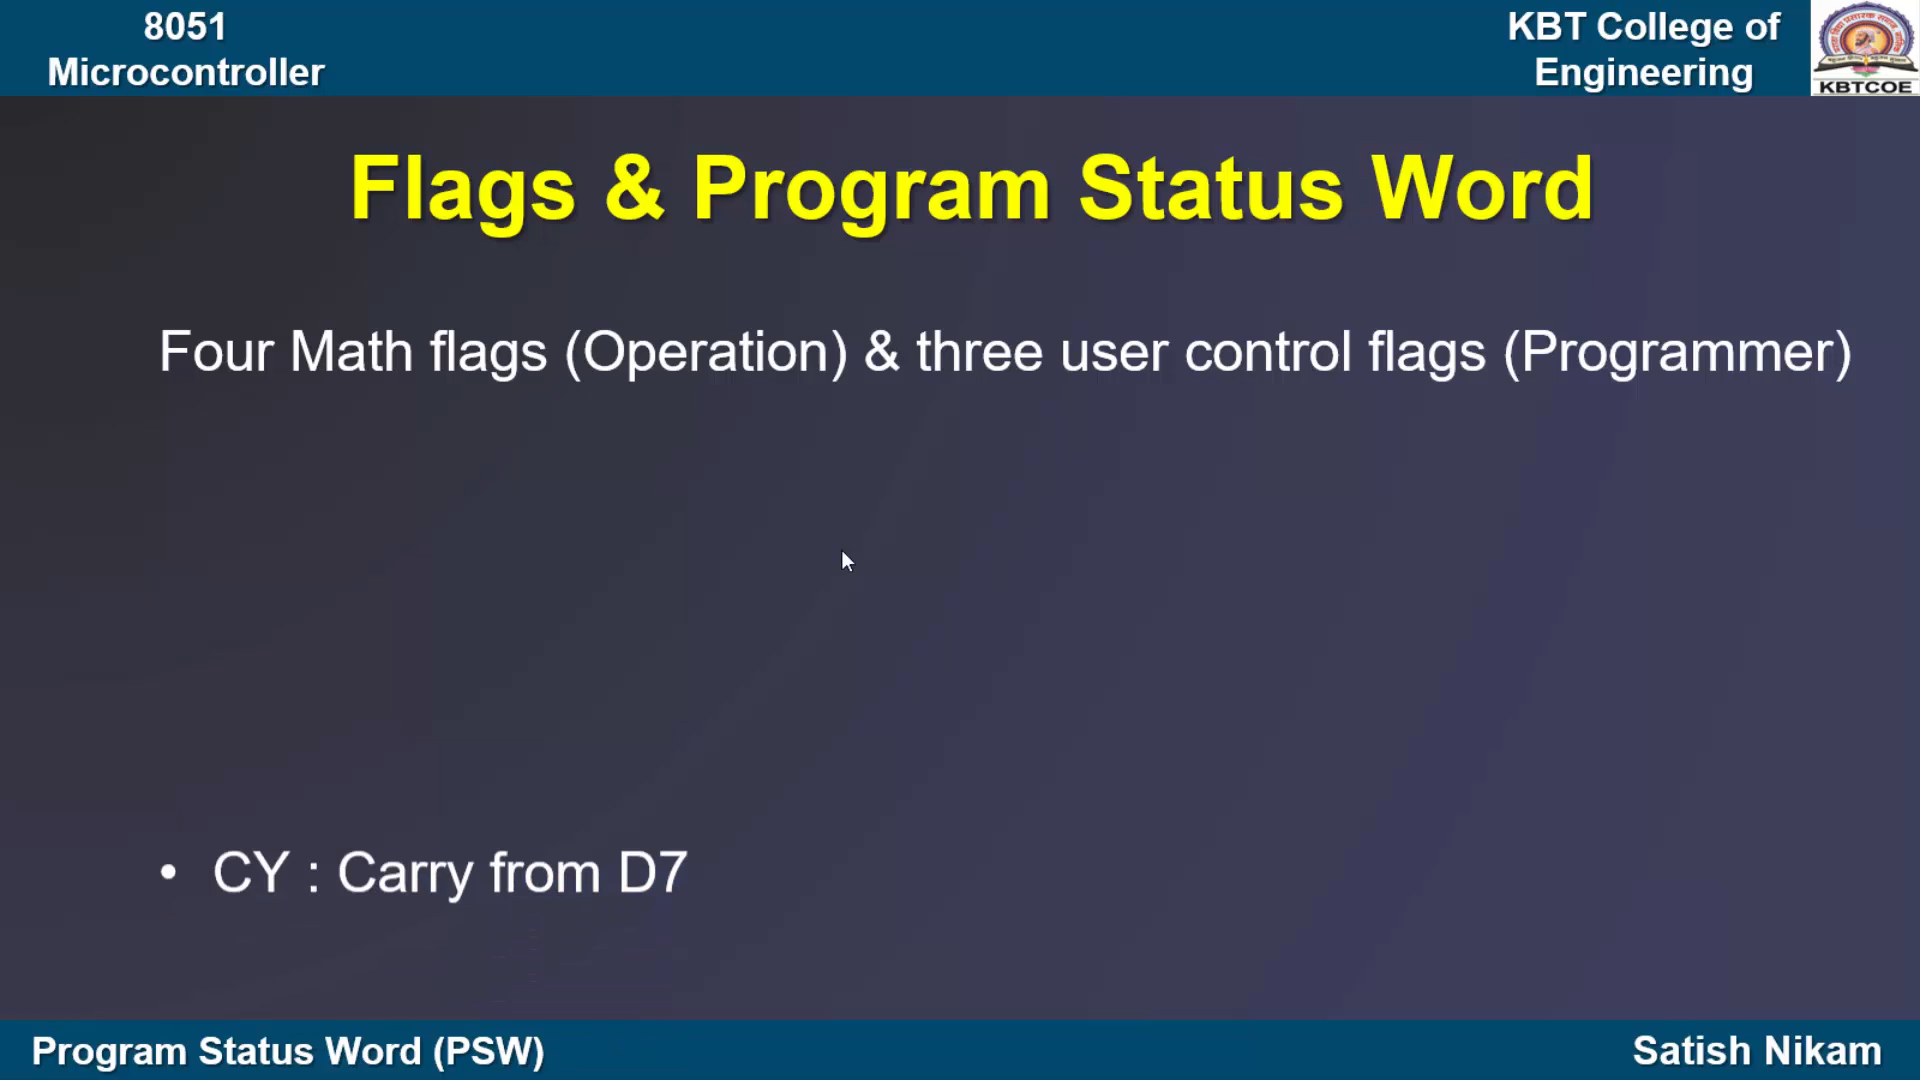 8051
Microcontroller
KBT College of
Engineering
KBTCOE
Flags & Program Status Word
Four Math flags (Operation) & three user control flags (Programmer)
• CY : Carry from D7
Program Status Word (PSW)
Satish Nikam